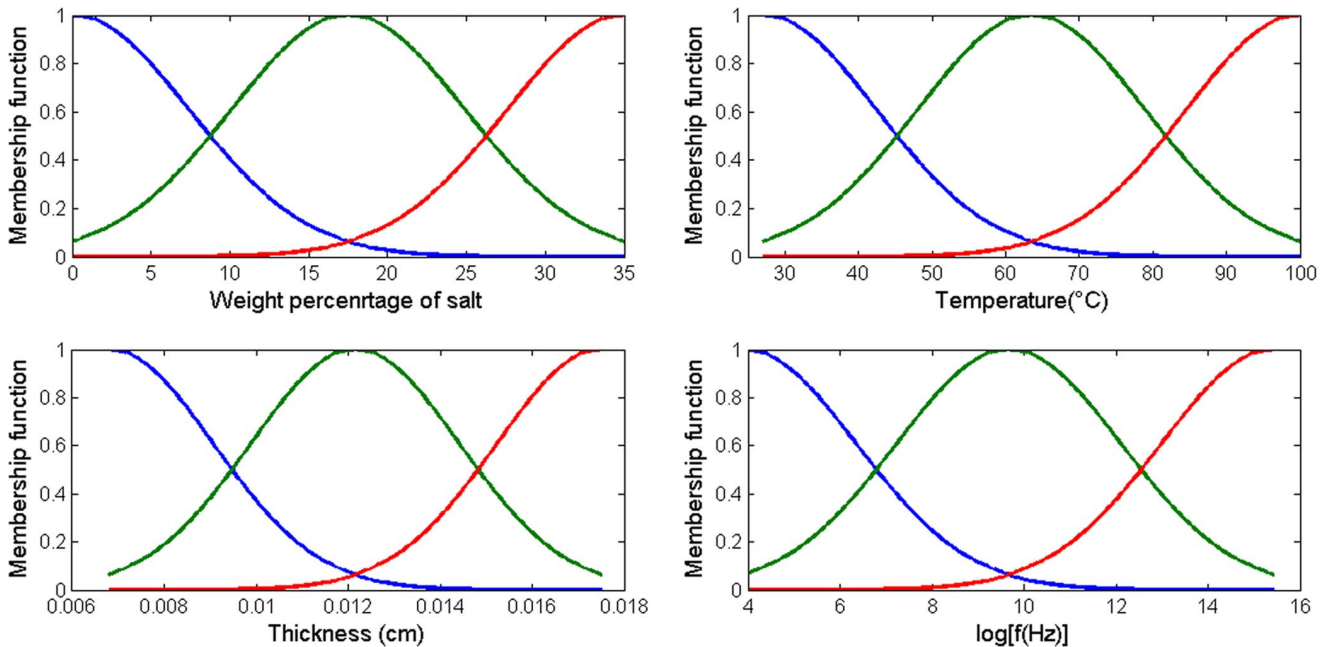 Membership function
1
0.8
0.6
0.4
0.2
0
0 5 10 15 20 25 30 35
Weight percenrtage of salt
Membership function
1
0.8
0.6
0.4
0.2
0
30 40 50 60 70 80 90 100
Temperature(°C)
Membership function
1
0.8
0.6
0.4
0.2
0
0.006 0.008 0.01 0.012 0.014 0.016 0.018
Thickness (cm)
Membership function
1
0.8
0.6
0.4
0.2
0
4 6 8 10 12 14 16
log[f(Hz)]